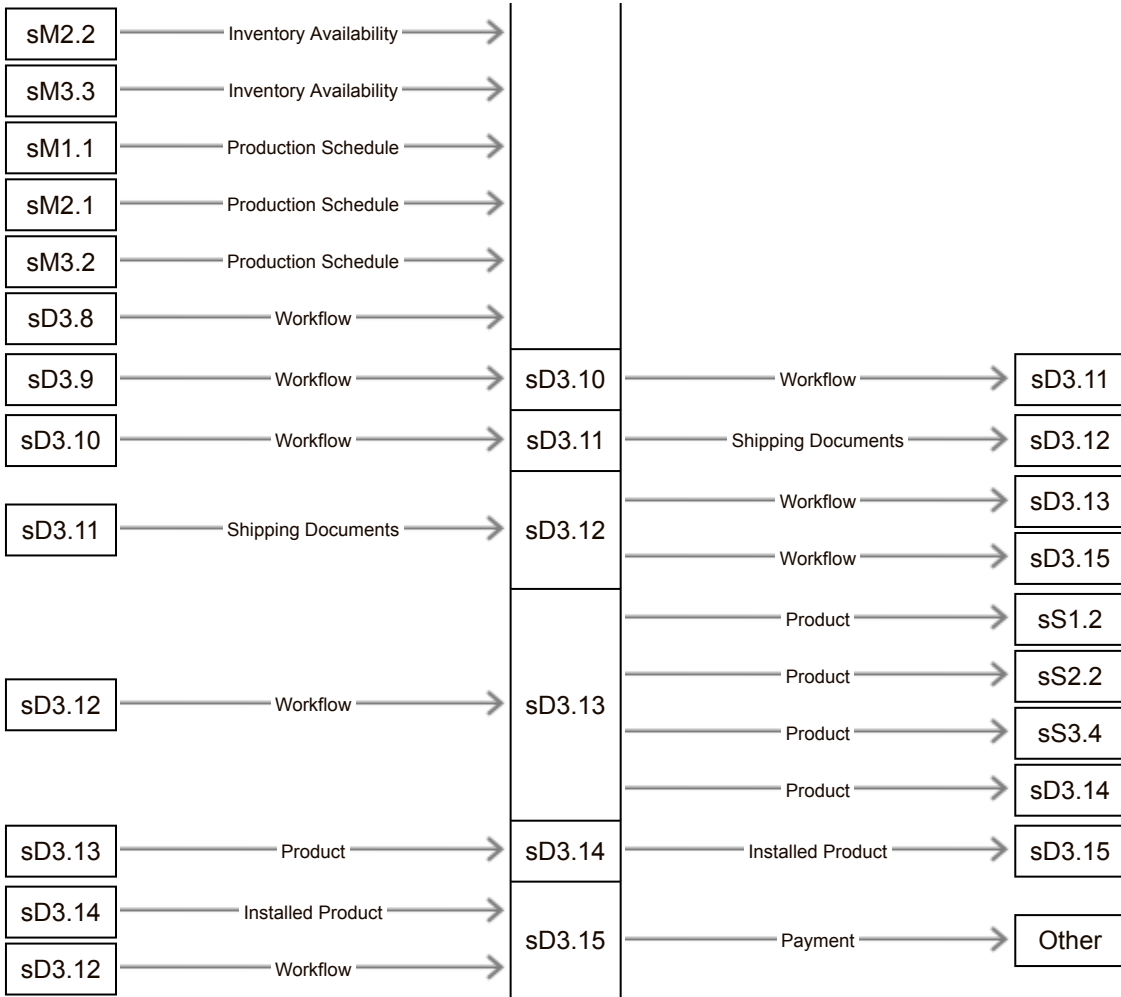 sM2.2 Inventory Availability
sM3.3 Inventory Availability
sM1.1 Production Schedule
sM2.1 Production Schedule
sM3.2 Production Schedule
sD3.8 Workflow
sD3.9 Workflow sD3.10 Workflow sD3.11
sD3.10 Workflow sD3.11 Shipping Documents sD3.12
Workflow sD3.13
sD3.11 Shipping Documents sD3.12
Workflow sD3.15
Product sS1.2
Product sS2.2
sD3.12 Workflow sD3.13
Product sS3.4
Product sD3.14
sD3.13 Product sD3.14 Installed Product sD3.15
sD3.14 Installed Product
sD3.15 Payment Other
sD3.12 Workflow